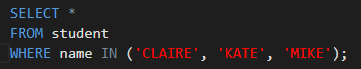 SELECT *
FROM student
WHERE name IN ('CLAIRE', 'KATE', 'MIKE');